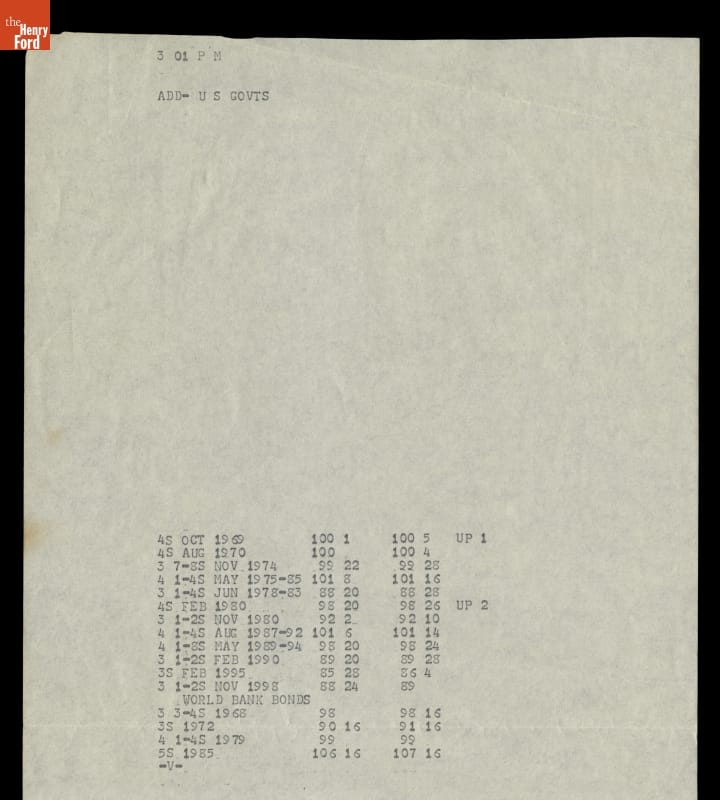 the
Henry
Ford
3 01 P M
ADD- U S GOVTS
4S OCT 1969 100 1 100 5 UP 1
4S AUG 1970 100 100 4
3 7-8S NOV 1974 99 22 99 28
4 1-4S MAY 1975-85 101 8 101 16
3 1-4S JUN 1978-83 88 20 88 28
4S FEB 1980 98 20 98 26 UP 2
3 1-2S NOV 1980 92 2 92 10
4 1-4S AUG 1987-92 101 6 101 14
4 1-8S MAY 1989-94 98 20 98 24
3 1-2S FEB 1990 89 20 89 28
3S FEB 1995 85 28 86 4
3 1-2S NOV 1998 88 24 89
WORLD BANK BONDS
3 3-4S 1968 98 98 16
3S 1972 90 16 91 16
4 1-4S 1979 99 99
5S 1985 106 16 107 16
-V-